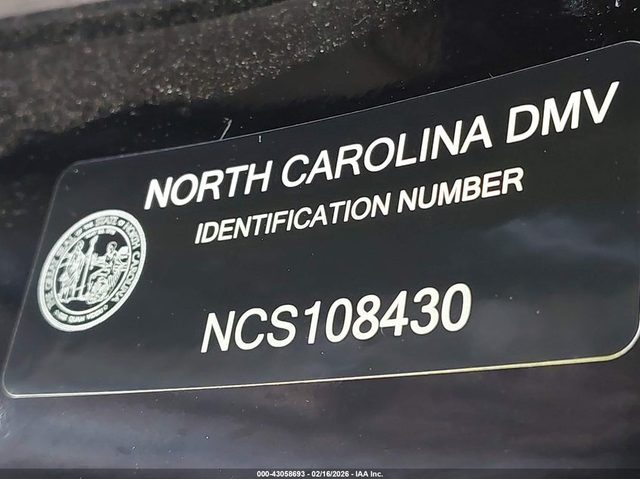 NORTH CAROLINA DMV
IDENTIFICATION NUMBER
NCS108430
000-43058693 - 02/16/2026 - IAA Inc.